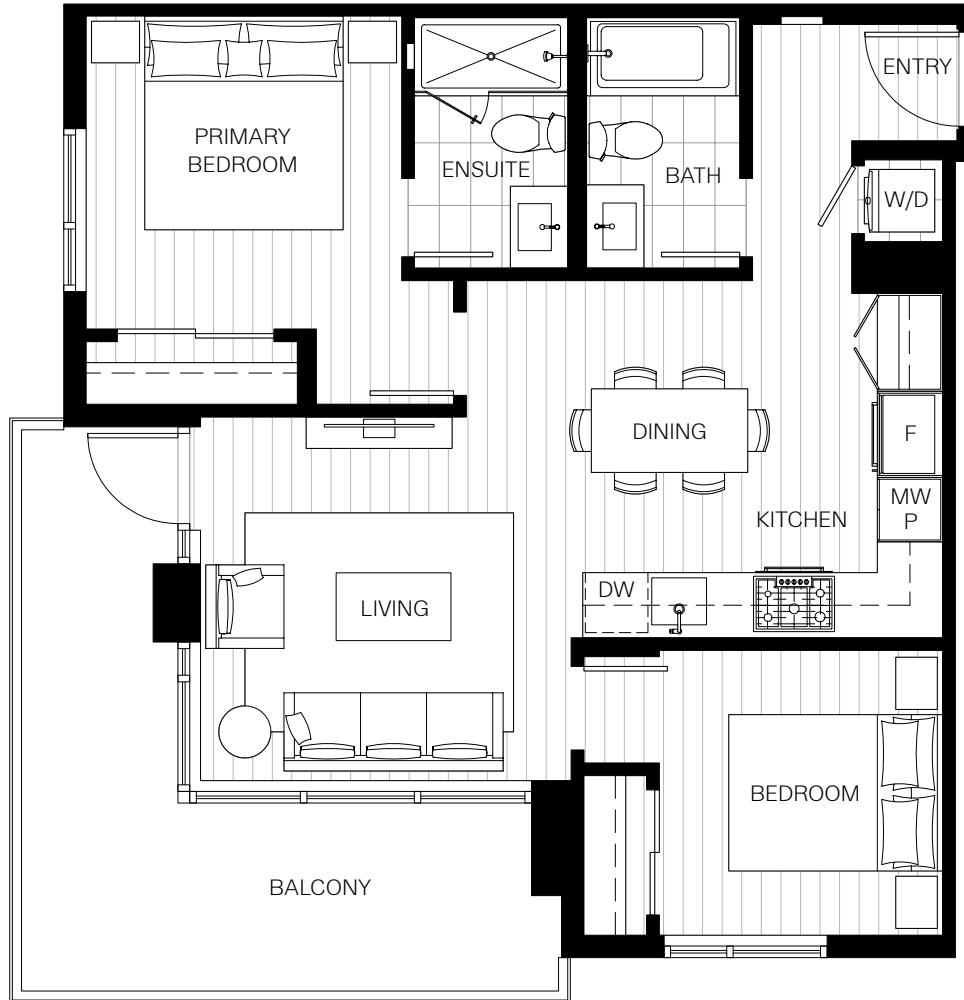 ENTRY
PRIMARY
BEDROOM
ENSUITE
BATH
W/D
DINING
F
MW
P
KITCHEN
DW
LIVING
BEDROOM
BALCONY